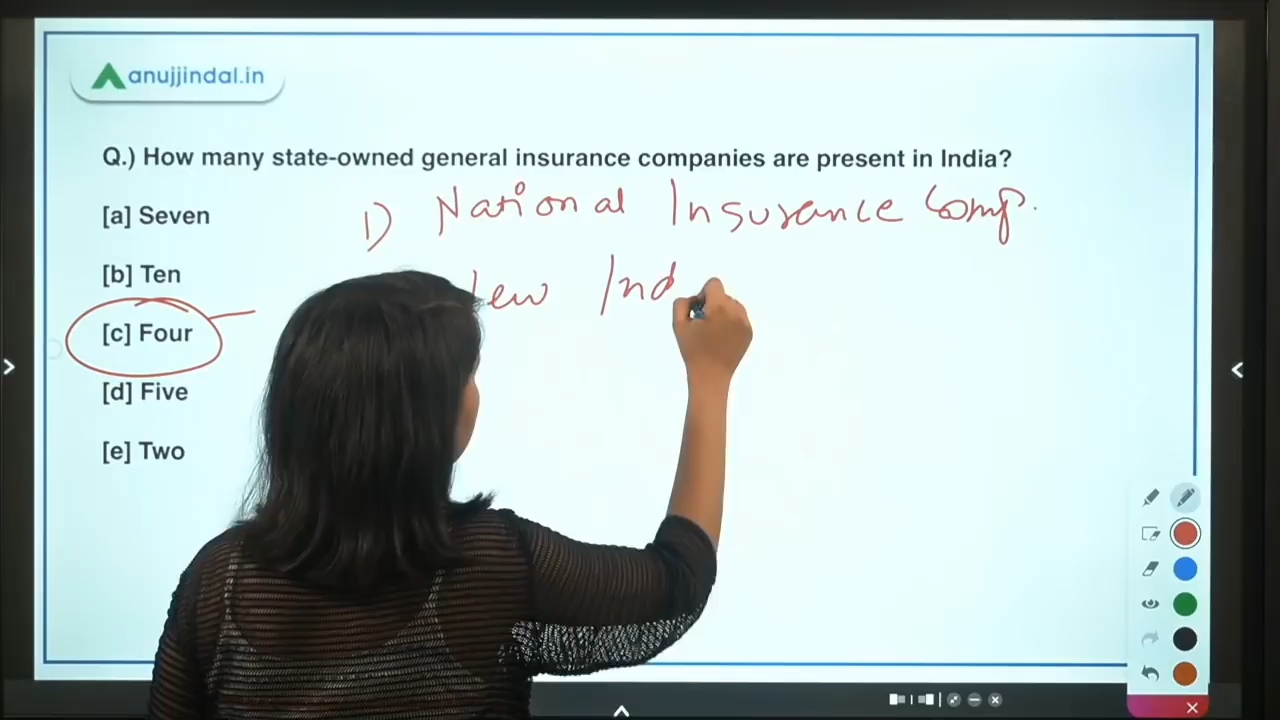 anujjindal.in
Q.) How many state-owned general insurance companies are present in India?
[a] Seven
1) National Insurance Comp.
[b] Ten
Ind
[c] Four
[d] Five
[e] Two